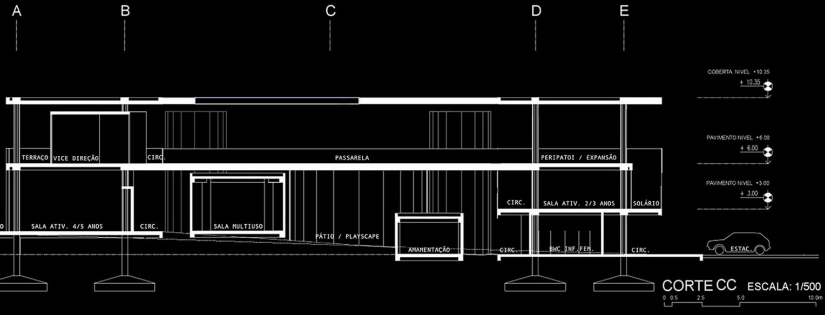 A B C D E
COBERTA NIVEL +10.35
+ 10.35
PAVIMENTO NIVEL +6.00
+ 6.00
TERRAÇO VICE DIREÇÃO CIRC. PASSARELA PERIPATOI / EXPANSÃO
PAVIMENTO NIVEL +3.00
+ 3.00
CIRC. SALA ATIV. 2/3 ANOS SOLÁRIO
O SALA ATIV. 4/5 ANOS CIRC. SALA MULTIUSO
PÁTIO / PLAYSCAPE
AMAMENTAÇÃO CIRC. BWC INF.FEM. CIRC. ESTAC.
CORTE CC ESCALA: 1/500
0 0.5 2.5 5.0 10.0m